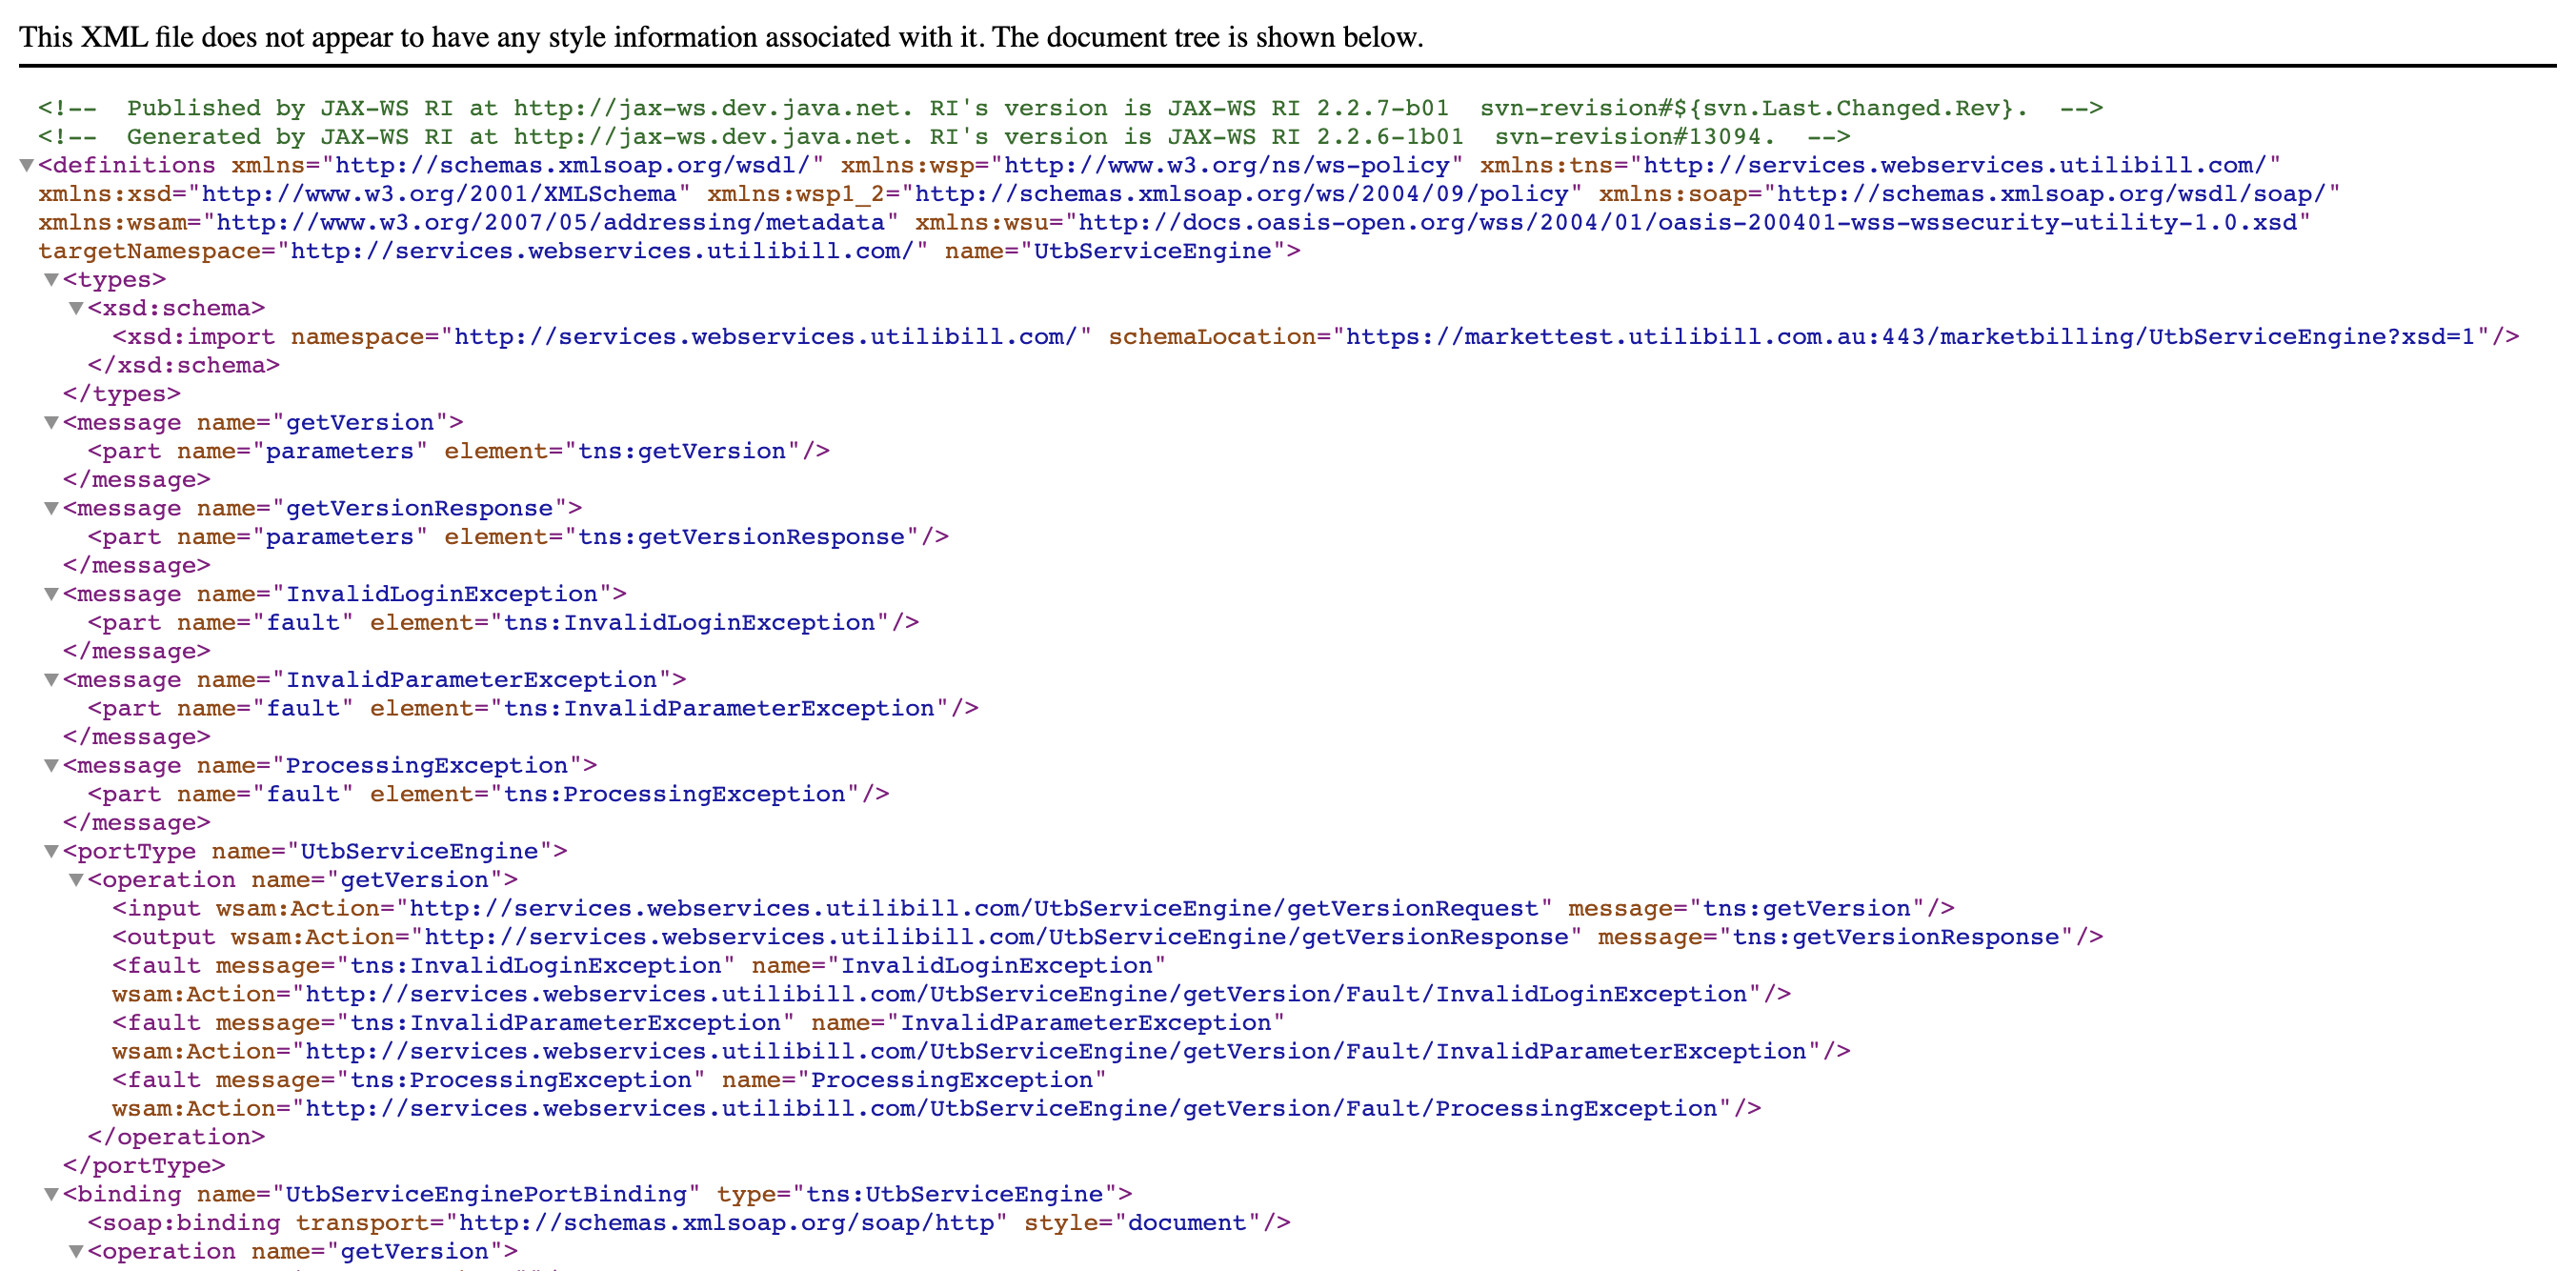 This XML file does not appear to have any style information associated with it. The document tree is shown below.
<!--  Published by JAX-WS RI at http://jax-ws.dev.java.net. RI's version is JAX-WS RI 2.2.7-b01  svn-revision#${svn.Last.Changed.Rev}.  -->
<!--  Generated by JAX-WS RI at http://jax-ws.dev.java.net. RI's version is JAX-WS RI 2.2.6-1b01  svn-revision#13094.  -->
▼<definitions xmlns="http://schemas.xmlsoap.org/wsdl/" xmlns:wsp="http://www.w3.org/ns/ws-policy" xmlns:tns="http://services.webservices.utilibill.com/"
xmlns:xsd="http://www.w3.org/2001/XMLSchema" xmlns:wsp1_2="http://schemas.xmlsoap.org/ws/2004/09/policy" xmlns:soap="http://schemas.xmlsoap.org/wsdl/soap/"
xmlns:wsam="http://www.w3.org/2007/05/addressing/metadata" xmlns:wsu="http://docs.oasis-open.org/wss/2004/01/oasis-200401-wss-wssecurity-utility-1.0.xsd"
targetNamespace="http://services.webservices.utilibill.com/" name="UtbServiceEngine">
▼<types>
▼<xsd:schema>
<xsd:import namespace="http://services.webservices.utilibill.com/" schemaLocation="https://markettest.utilibill.com.au:443/marketbilling/UtbServiceEngine?xsd=1"/>
</xsd:schema>
</types>
▼<message name="getVersion">
<part name="parameters" element="tns:getVersion"/>
</message>
▼<message name="getVersionResponse">
<part name="parameters" element="tns:getVersionResponse"/>
</message>
▼<message name="InvalidLoginException">
<part name="fault" element="tns:InvalidLoginException"/>
</message>
▼<message name="InvalidParameterException">
<part name="fault" element="tns:InvalidParameterException"/>
</message>
▼<message name="ProcessingException">
<part name="fault" element="tns:ProcessingException"/>
</message>
▼<portType name="UtbServiceEngine">
▼<operation name="getVersion">
<input wsam:Action="http://services.webservices.utilibill.com/UtbServiceEngine/getVersionRequest" message="tns:getVersion"/>
<output wsam:Action="http://services.webservices.utilibill.com/UtbServiceEngine/getVersionResponse" message="tns:getVersionResponse"/>
<fault message="tns:InvalidLoginException" name="InvalidLoginException"
wsam:Action="http://services.webservices.utilibill.com/UtbServiceEngine/getVersion/Fault/InvalidLoginException"/>
<fault message="tns:InvalidParameterException" name="InvalidParameterException"
wsam:Action="http://services.webservices.utilibill.com/UtbServiceEngine/getVersion/Fault/InvalidParameterException"/>
<fault message="tns:ProcessingException" name="ProcessingException"
wsam:Action="http://services.webservices.utilibill.com/UtbServiceEngine/getVersion/Fault/ProcessingException"/>
</operation>
</portType>
▼<binding name="UtbServiceEnginePortBinding" type="tns:UtbServiceEngine">
<soap:binding transport="http://schemas.xmlsoap.org/soap/http" style="document"/>
▼<operation name="getVersion">